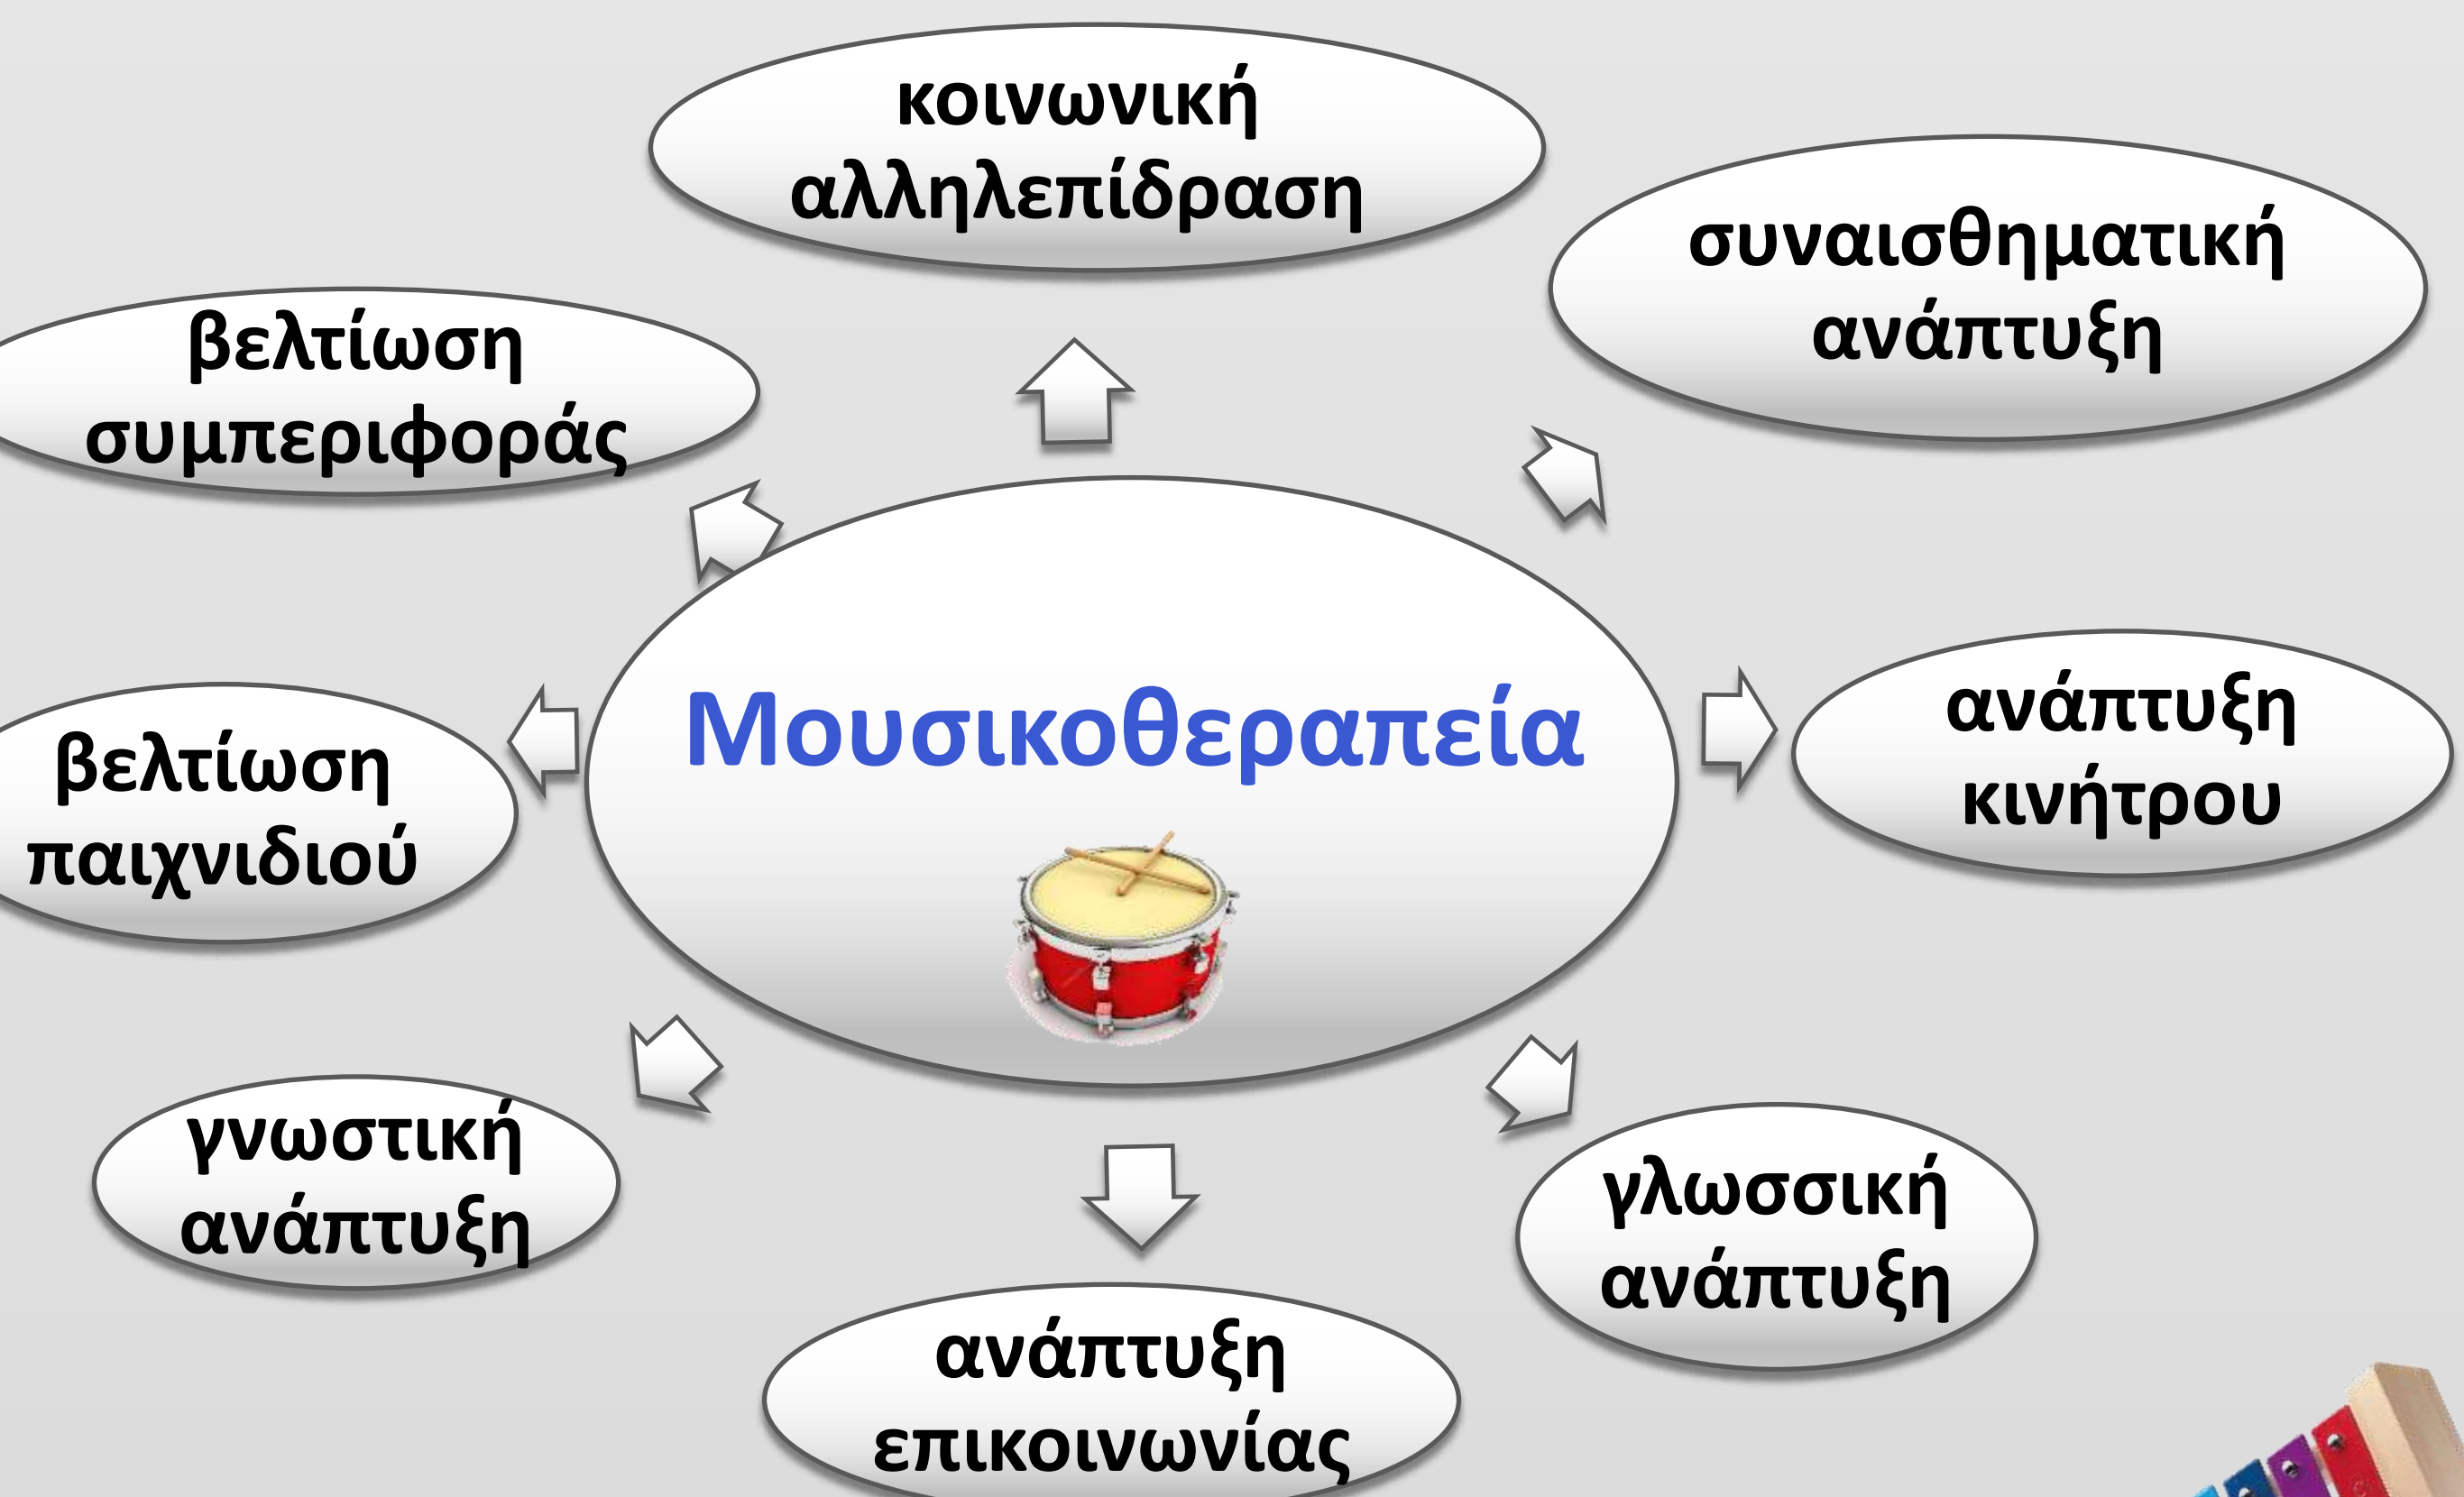 κοινωνική
αλληλεπίδραση
συναισθηματική
ανάπτυξη
βελτίωση
συμπεριφοράς
Μουσικοθεραπεία
ανάπτυξη
κινήτρου
βελτίωση
παιχνιδιού
γνωστική
ανάπτυξη
γλωσσική
ανάπτυξη
ανάπτυξη
επικοινωνίας